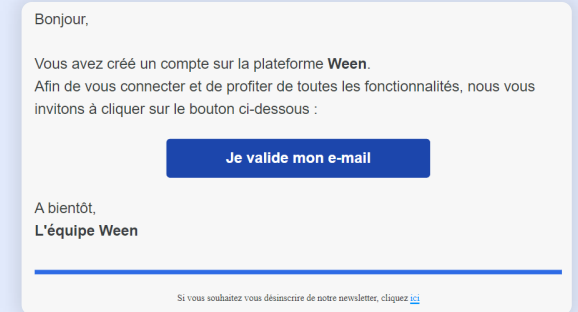 Bonjour,
Vous avez créé un compte sur la plateforme Ween.
Afin de vous connecter et de profiter de toutes les fonctionnalités, nous vous
invitons à cliquer sur le bouton ci-dessous :
Je valide mon e-mail
A bientôt,
L'équipe Ween
Si vous souhaitez vous désinscrire de notre newsletter, cliquez ici